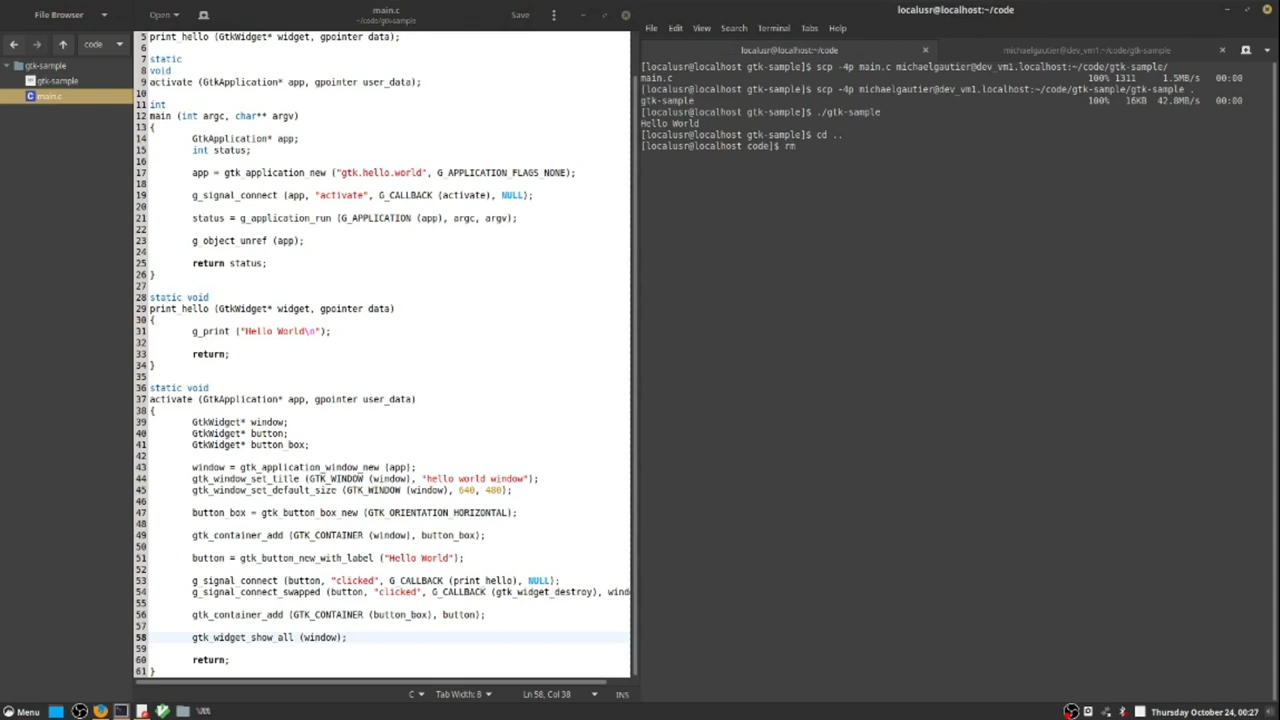 File Browser
Open
main.c
~/code/gtk-sample
Save
code
gtk-sample
gtk-sample
main.c
5 print_hello (GtkWidget* widget, gpointer data);
6
7 static
8 void
9 activate (GtkApplication* app, gpointer user_data);
10
11 int
12 main (int argc, char** argv)
13 {
14 GtkApplication* app;
15 int status;
16
17 app = gtk_application_new ("gtk.hello.world", G_APPLICATION_FLAGS_NONE);
18
19 g_signal_connect (app, "activate", G_CALLBACK (activate), NULL);
20
21 status = g_application_run (G_APPLICATION (app), argc, argv);
22
23 g_object_unref (app);
24
25 return status;
26 }
27
28 static void
29 print_hello (GtkWidget* widget, gpointer data)
30 {
31 g_print ("Hello World\n");
32
33 return;
34 }
35
36 static void
37 activate (GtkApplication* app, gpointer user_data)
38 {
39 GtkWidget* window;
40 GtkWidget* button;
41 GtkWidget* button_box;
42
43 window = gtk_application_window_new (app);
44 gtk_window_set_title (GTK_WINDOW (window), "hello world window");
45 gtk_window_set_default_size (GTK_WINDOW (window), 640, 480);
46
47 button_box = gtk_button_box_new (GTK_ORIENTATION_HORIZONTAL);
48
49 gtk_container_add (GTK_CONTAINER (window), button_box);
50
51 button = gtk_button_new_with_label ("Hello World");
52
53 g_signal_connect (button, "clicked", G_CALLBACK (print_hello), NULL);
54 g_signal_connect_swapped (button, "clicked", G_CALLBACK (gtk_widget_destroy), wind
55
56 gtk_container_add (GTK_CONTAINER (button_box), button);
57
58 gtk_widget_show_all (window);
59
60 return;
61 }
C Tab Width: 8 Ln 58, Col 38 INS
localusr@localhost:~/code
File Edit View Search Terminal Tabs Help
localusr@localhost:~/code
michaelgautier@dev_vm1:~/code/gtk-sample
[localusr@localhost gtk-sample]$ scp -4p main.c michaelgautier@dev_vm1.localhost:~/code/gtk-sample/
main.c 100% 1311 1.5MB/s 00:00
[localusr@localhost gtk-sample]$ scp -4p michaelgautier@dev_vm1.localhost:~/code/gtk-sample/gtk-sample .
gtk-sample 100% 16KB 42.8MB/s 00:00
[localusr@localhost gtk-sample]$ ./gtk-sample
Hello World
[localusr@localhost gtk-sample]$ cd ..
[localusr@localhost code]$ rm
Menu
Thursday October 24, 00:27